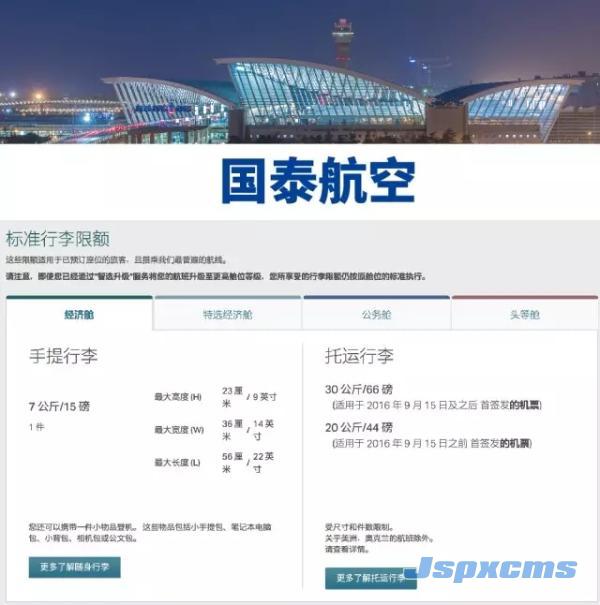 国泰航空
标准行李限额
这些限额适用于已预订座位的旅客，且搭乘我们最普遍的航线。
请注意，即使您已经通过“智选升级”服务将您的航班升级至更高舱位等级，您所享受的行李限额仍按原舱位的标准执行。
经济舱 特选经济舱 公务舱 头等舱
手提行李
7 公斤/15 磅
1 件
最大高度 (H) 23 厘米 / 9 英寸
最大宽度 (W) 36 厘米 / 14 英寸
最大长度 (L) 56 厘米 / 22 英寸
您还可以携带一件小物品登机。 这些物品包括小手提包、笔记本电脑
包、小背包、相机包或公文包。
更多了解随身行李
托运行李
30 公斤/66 磅
(适用于 2016 年 9 月 15 日及之后 首签发的机票)
20 公斤/44 磅
(适用于 2016 年 9 月 15 日之前 首签发的机票)
受尺寸和件数限制。
关于美洲，奥克兰的航班除外。
请查看详情。
更多了解托运行李
Jspxcms